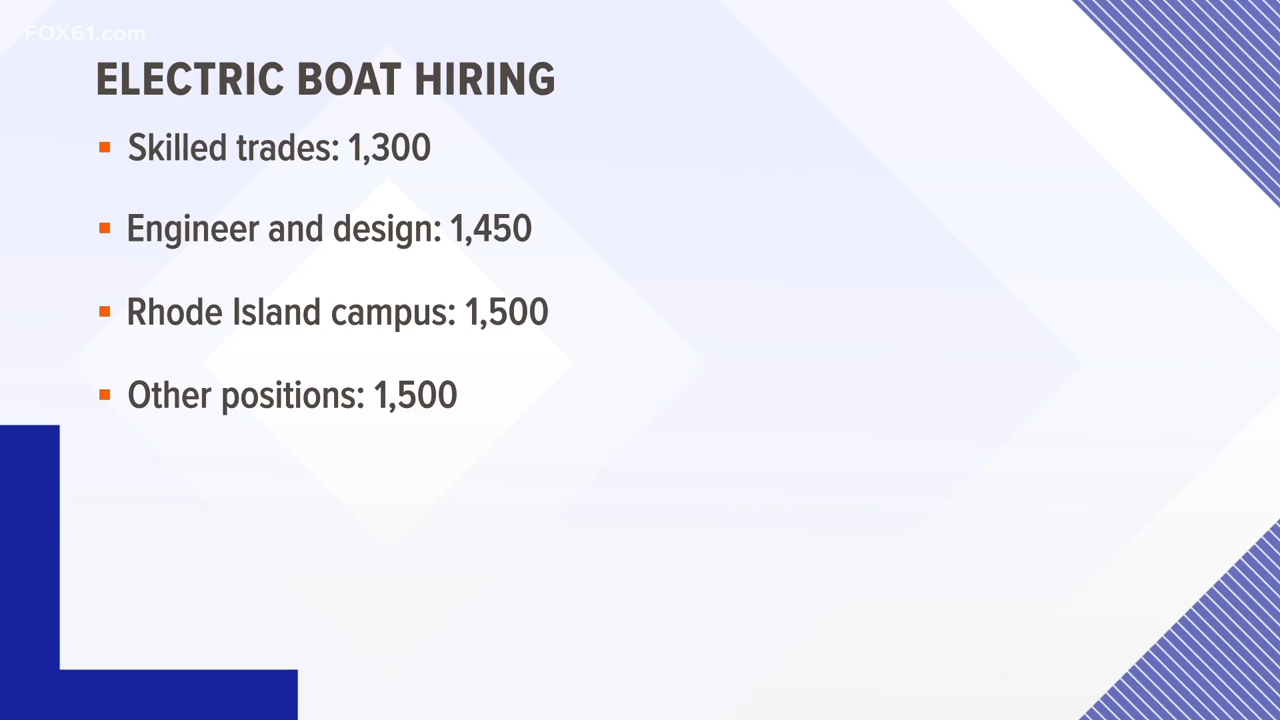 FOX61.com
ELECTRIC BOAT HIRING
Skilled trades: 1,300
Engineer and design: 1,450
Rhode Island campus: 1,500
Other positions: 1,500